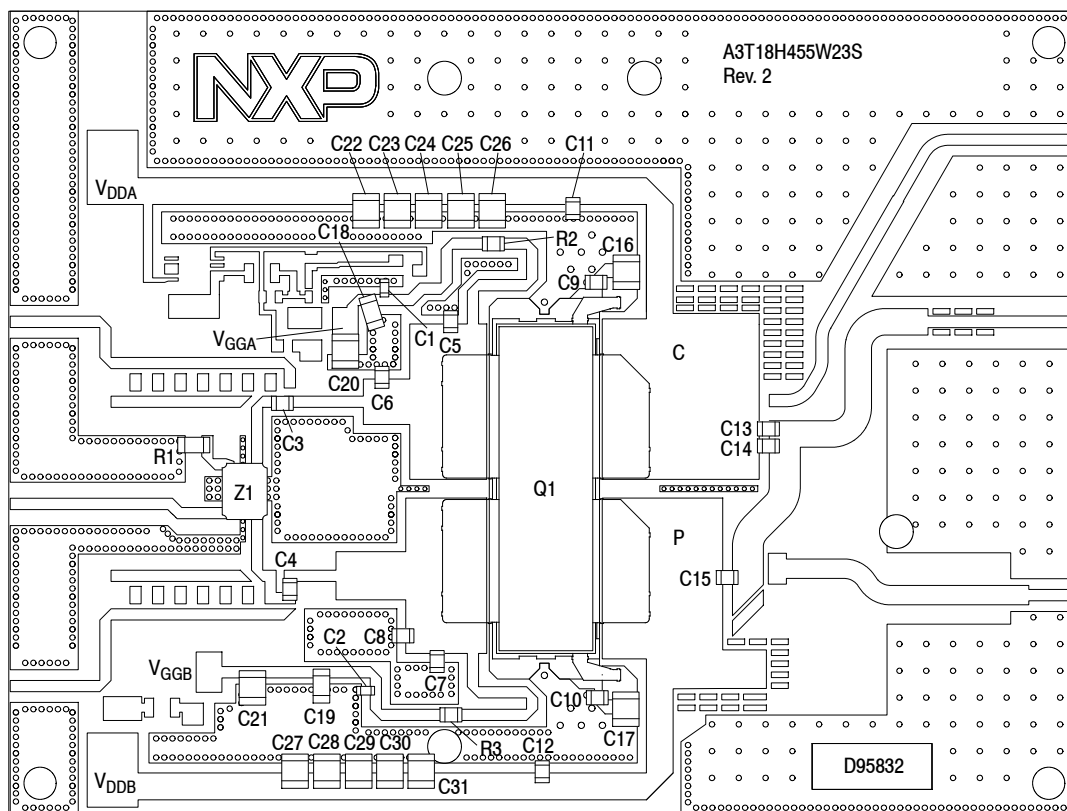 NXP
A3T18H455W23S
Rev. 2
C22 C23 C24 C25 C26 C11
VDDA
C18
R2
C16
C9
VGGA
C1
C5
C20
C6
C
C3
C13
R1
C14
Z1
Q1
P
C4
C15
C2
C8
VGGB
C7
C10
C21
C19
C17
R3
C27 C28 C29 C30 C12
C31
VDDB
D95832